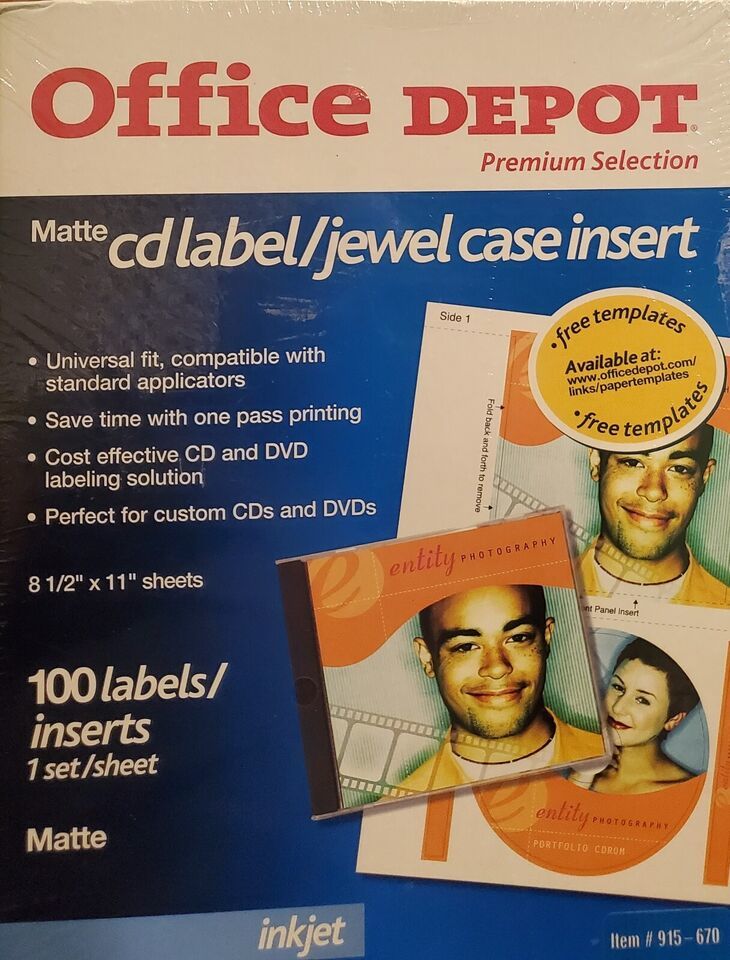 Office DEPOT®
Premium Selection
Matte cd label/jewel case insert
• Universal fit, compatible with
standard applicators
• Save time with one pass printing
• Cost effective CD and DVD
labeling solution
• Perfect for custom CDs and DVDs
8 1/2" x 11" sheets
100 labels/
inserts
1 set/sheet
Matte
inkjet
Side 1
• free templates
Available at:
www.officedepot.com/
links/papertemplates
• free templates
Fold back and forth to remove
e entity PHOTOGRAPHY
nt Panel Insert
e entity PHOTOGRAPHY
PORTFOLIO CDROM
Item # 915-670